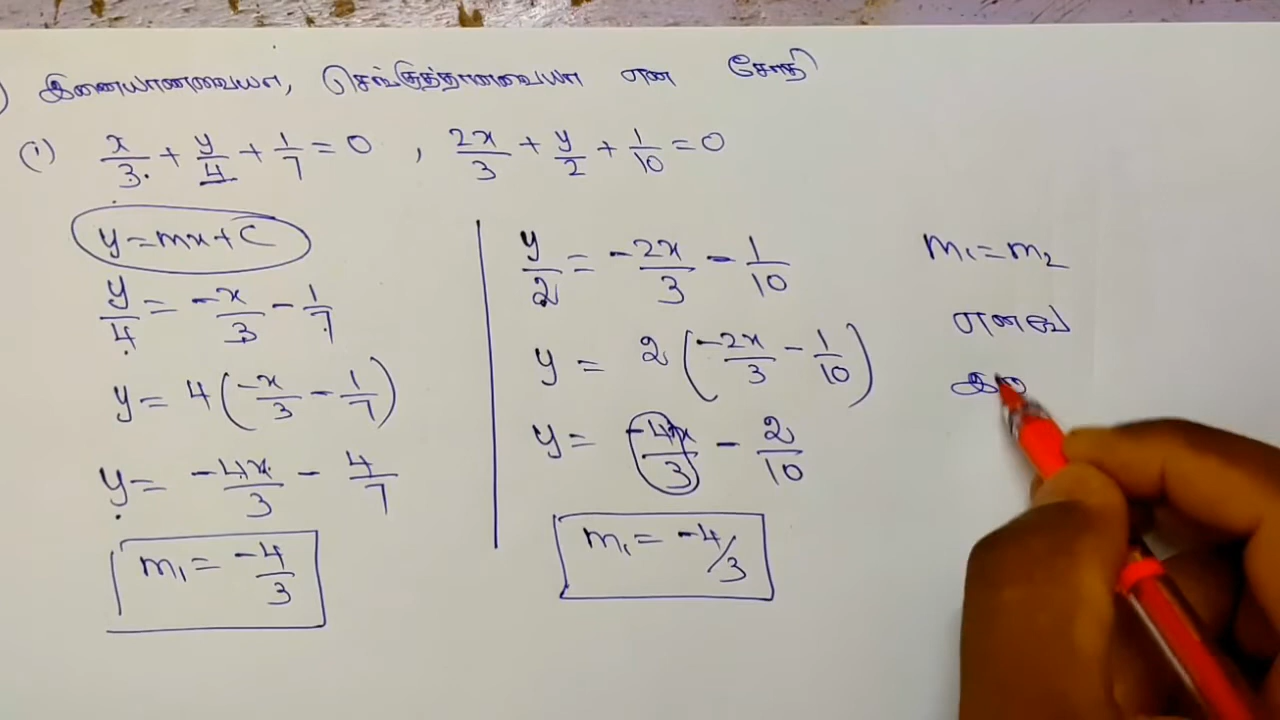 ) இணையானவையா, செங்குத்தானவையா என சோதி
(i) x/3 + y/4 + 1/7 = 0 , 2x/3 + y/2 + 1/10 = 0
y = mx + C
y/4 = -x/3 - 1/7
y = 4(-x/3 - 1/7)
y = -4x/3 - 4/7
m₁ = -4/3
y/2 = -2x/3 - 1/10
y = 2(-2x/3 - 1/10)
y = -4x/3 - 2/10
m₁ = -4/3
m₁ = m₂
எனவே